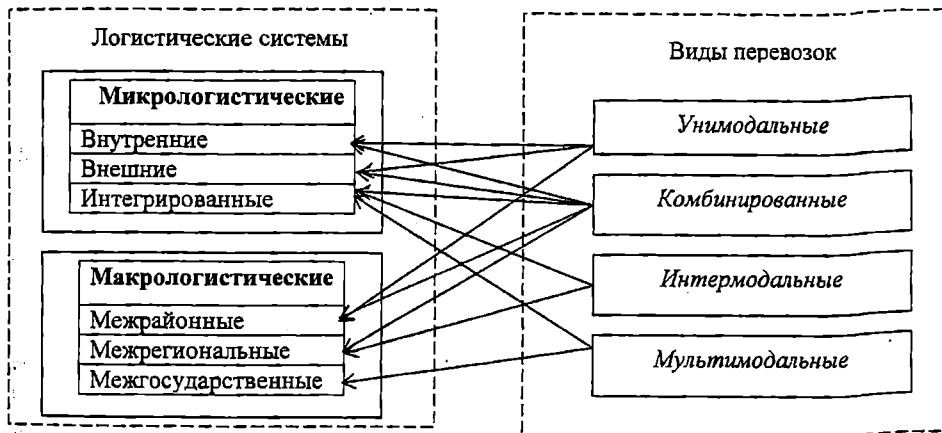 Логистические системы
Микрологистические
Внутренние
Внешние
Интегрированные
Макрологистические
Межрайонные
Межрегиональные
Межгосударственные
Виды перевозок
Унимодальные
Комбинированные
Интермодальные
Мультимодальные